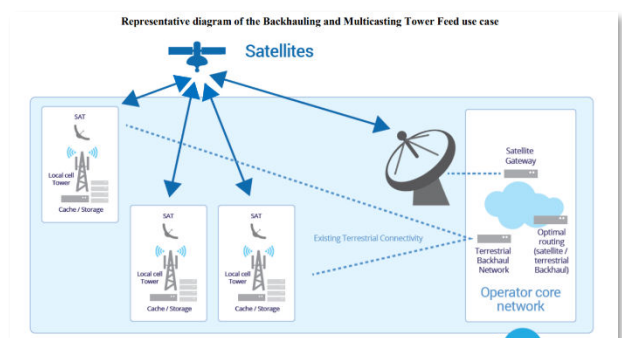 Representative diagram of the Backhauling and Multicasting Tower Feed use case
Satellites
SAT
Local cell
Tower
Cache / Storage
SAT
Local cell
Tower
Cache / Storage
SAT
Local cell
Tower
Cache / Storage
Existing Terrestrial Connectivity
Satellite
Gateway
Terrestrial
Backhaul
Network
Optimal
routing
(satellite /
terrestrial
Backhaul)
Operator core
network